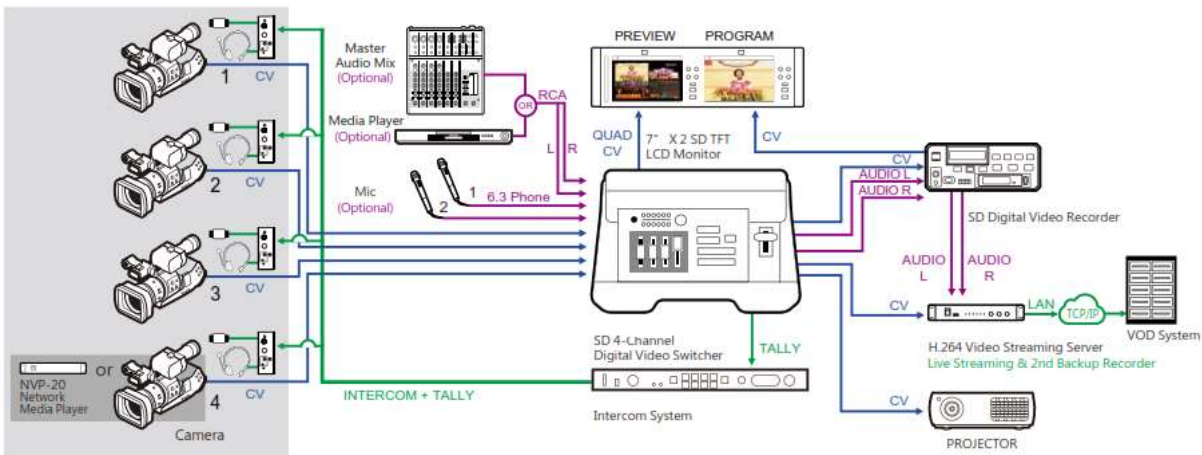 1
CV
2
CV
3
CV
or
NVP-20
Network
Media Player
4
CV
Camera
Master
Audio Mix
(Optional)
OR
RCA
Media Player
(Optional)
L
R
Mic
(Optional)
1
2
6.3 Phone
INTERCOM + TALLY
PREVIEW
PROGRAM
QUAD
CV
7" X 2 SD TFT
LCD Monitor
CV
CV
AUDIO L
AUDIO R
SD Digital Video Recorder
AUDIO
L
AUDIO
R
SD 4-Channel
Digital Video Switcher
TALLY
Intercom System
CV
LAN
TCP/IP
VOD System
H.264 Video Streaming Server
Live Streaming & 2nd Backup Recorder
CV
PROJECTOR